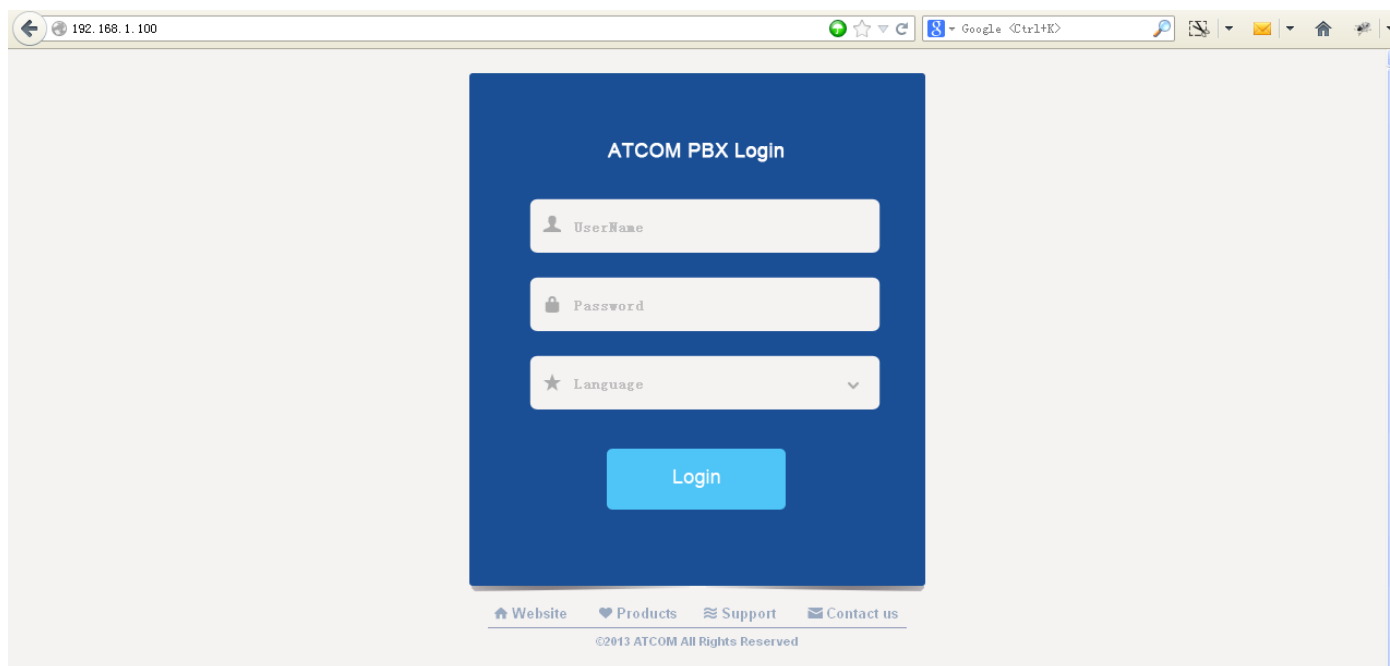 192.168.1.100
Google <Ctrl+K>
ATCOM PBX Login
UserName
Password
Language
Login
Website Products Support Contact us
©2013 ATCOM All Rights Reserved